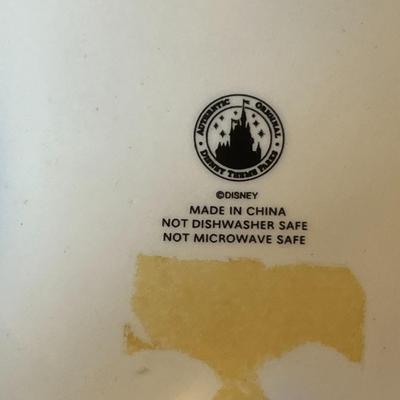 AUTHENTIC ORIGINAL
DISNEY THEME PARKS
©DISNEY
MADE IN CHINA
NOT DISHWASHER SAFE
NOT MICROWAVE SAFE